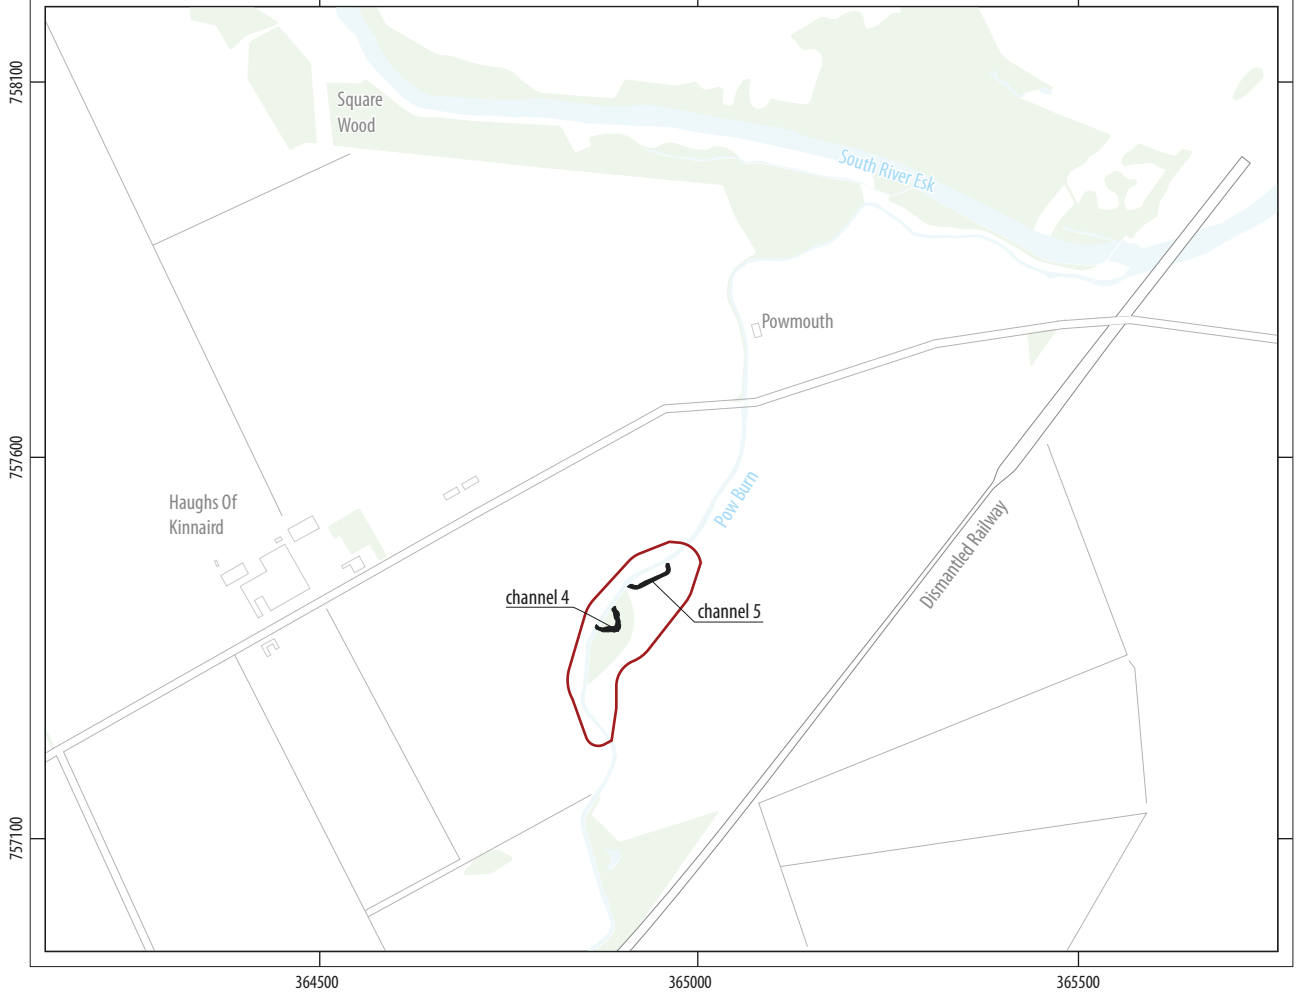 758100
Square
Wood
South River Esk
Powmouth
757600
Haughs Of
Kinnaird
Pow Burn
Dismantled Railway
channel 4
channel 5
757100
364500
365000
365500